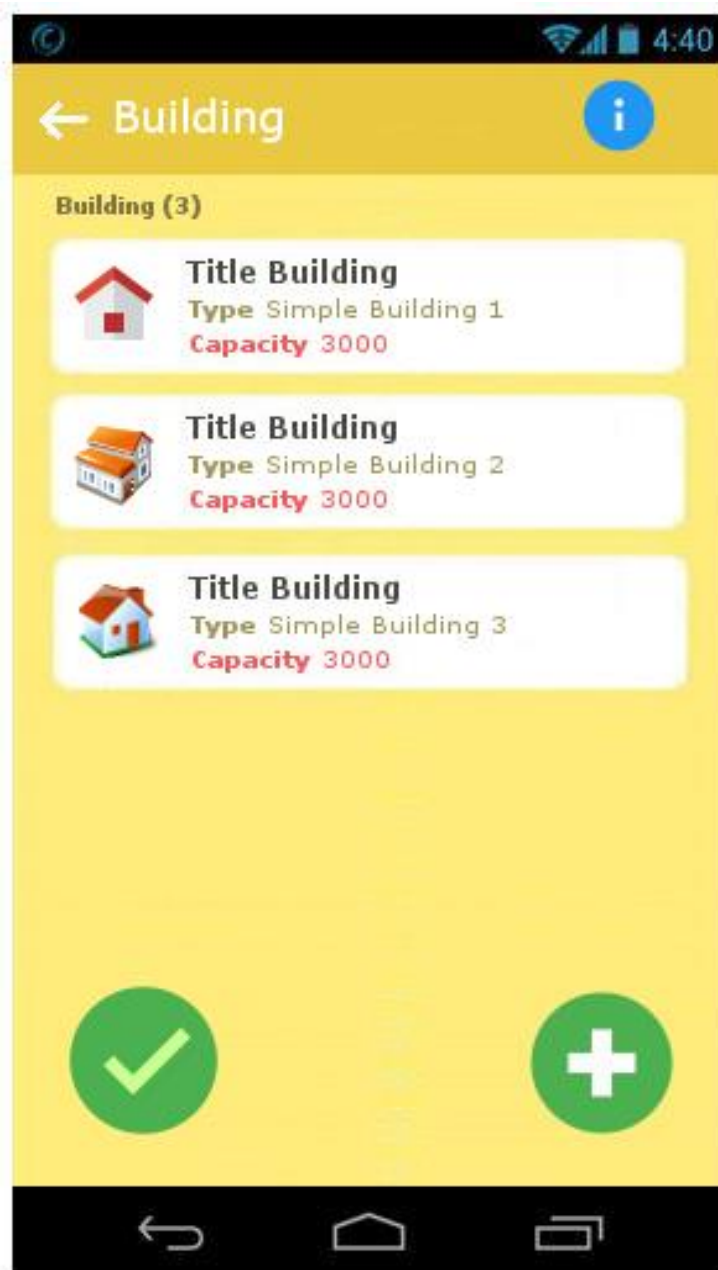 4:40
Building
i
Building (3)
Title Building
Type Simple Building 1
Capacity 3000
Title Building
Type Simple Building 2
Capacity 3000
Title Building
Type Simple Building 3
Capacity 3000